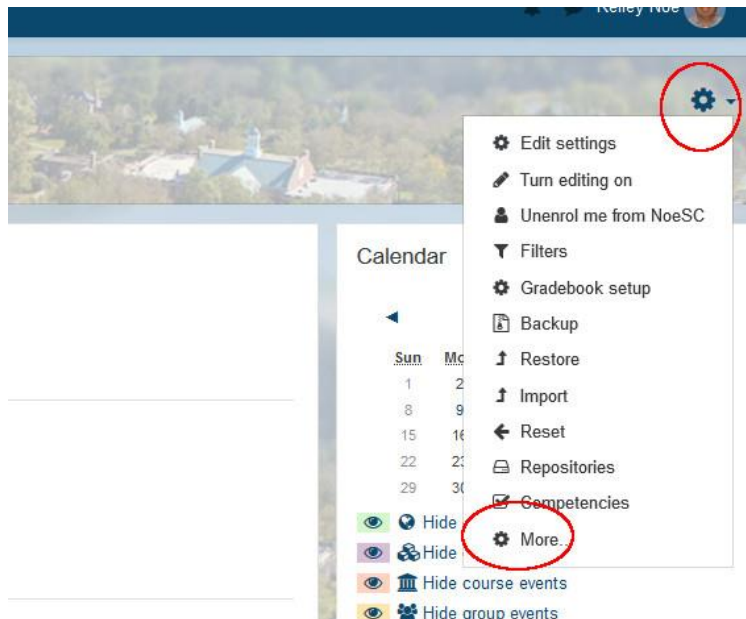 Kelley Noe
Edit settings
Turn editing on
Unenrol me from NoeSC
Filters
Gradebook setup
Backup
Restore
Import
Reset
Repositories
Competencies
More...
Calendar
Sun
1 2
8 9
15 16
22 23
29 30
Hide
Hide
Hide course events
Hide group events